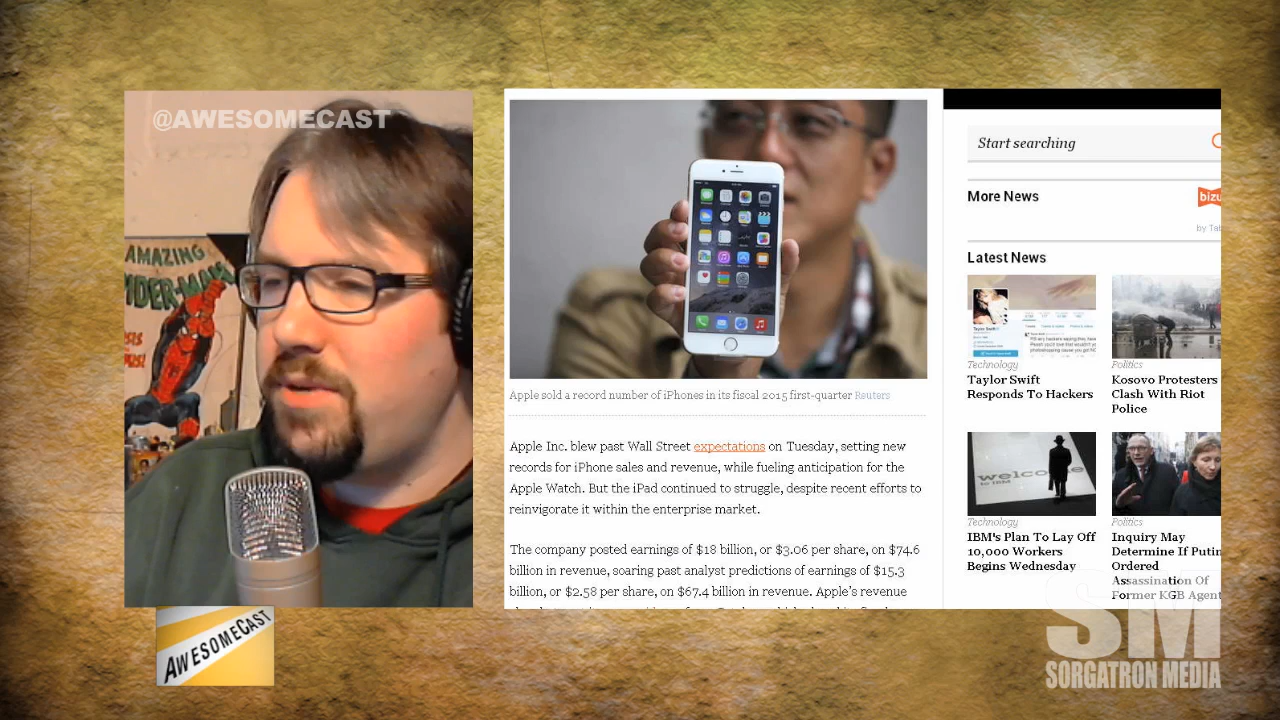 @AWESOMECAST
AMAZING
AWESOMECAST
Apple sold a record number of iPhones in its fiscal 2015 first-quarter Reuters
Apple Inc. blew past Wall Street expectations on Tuesday, setting new
records for iPhone sales and revenue, while fueling anticipation for the
Apple Watch. But the iPad continued to struggle, despite recent efforts to
reinvigorate it within the enterprise market.
The company posted earnings of $18 billion, or $3.06 per share, on $74.6
billion in revenue, soaring past analyst predictions of earnings of $15.3
billion, or $2.58 per share, on $67.4 billion in revenue. Apple's revenue
Start searching
More News
by
Latest News
Technology
Taylor Swift
Responds To Hackers
Politics
Kosovo Protesters
Clash With Riot
Police
welcome
to IBM
Technology
IBM's Plan To Lay Off
10,000 Workers
Begins Wednesday
Politics
Inquiry May
Determine If Putin
Ordered
Assassination Of
Former KGB Agent
SM
SORGATRON MEDIA